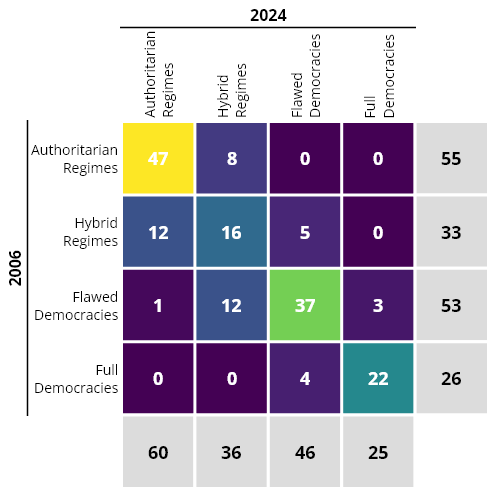 2024
Authoritarian
Regimes
Hybrid
Regimes
Flawed
Democracies
Full
Democracies
2006
Authoritarian
Regimes
47 8 0 0 55
Hybrid
Regimes
12 16 5 0 33
Flawed
Democracies
1 12 37 3 53
Full
Democracies
0 0 4 22 26
60 36 46 25